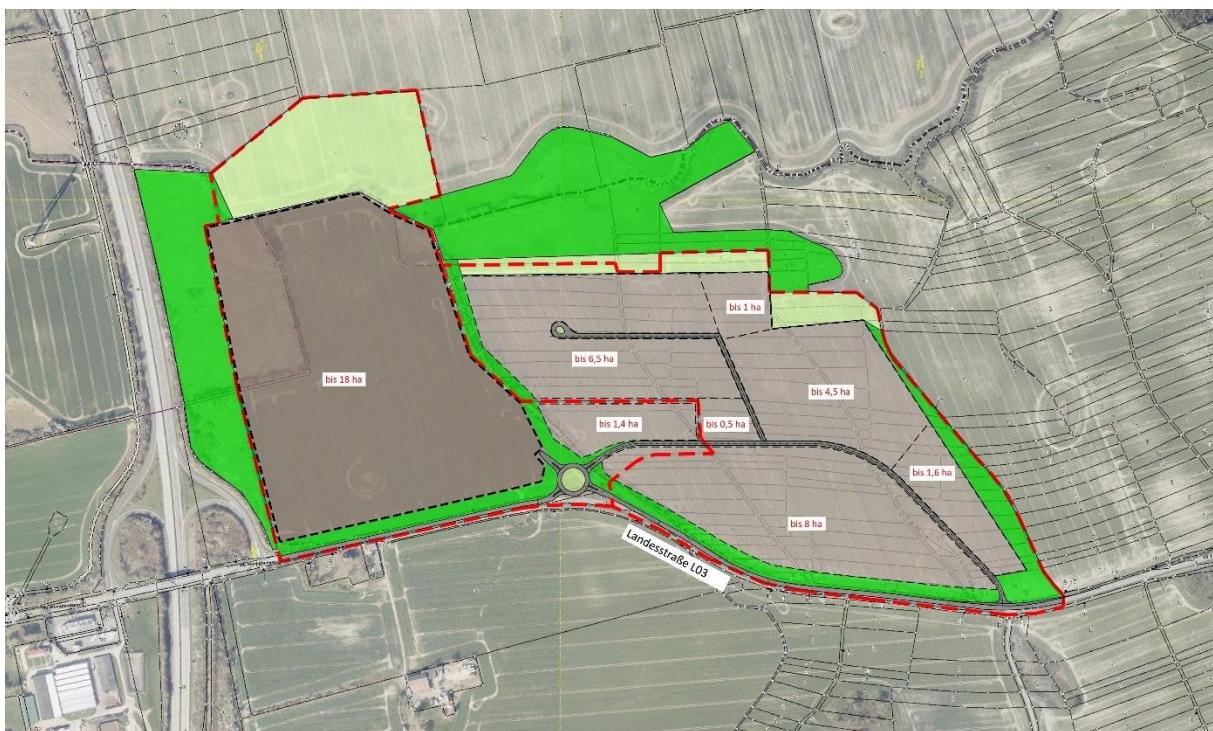 bis 1 ha
bis 6,5 ha
bis 18 ha
bis 4,5 ha
bis 1,4 ha
bis 0,5 ha
bis 1,6 ha
bis 8 ha
Landesstraße L03